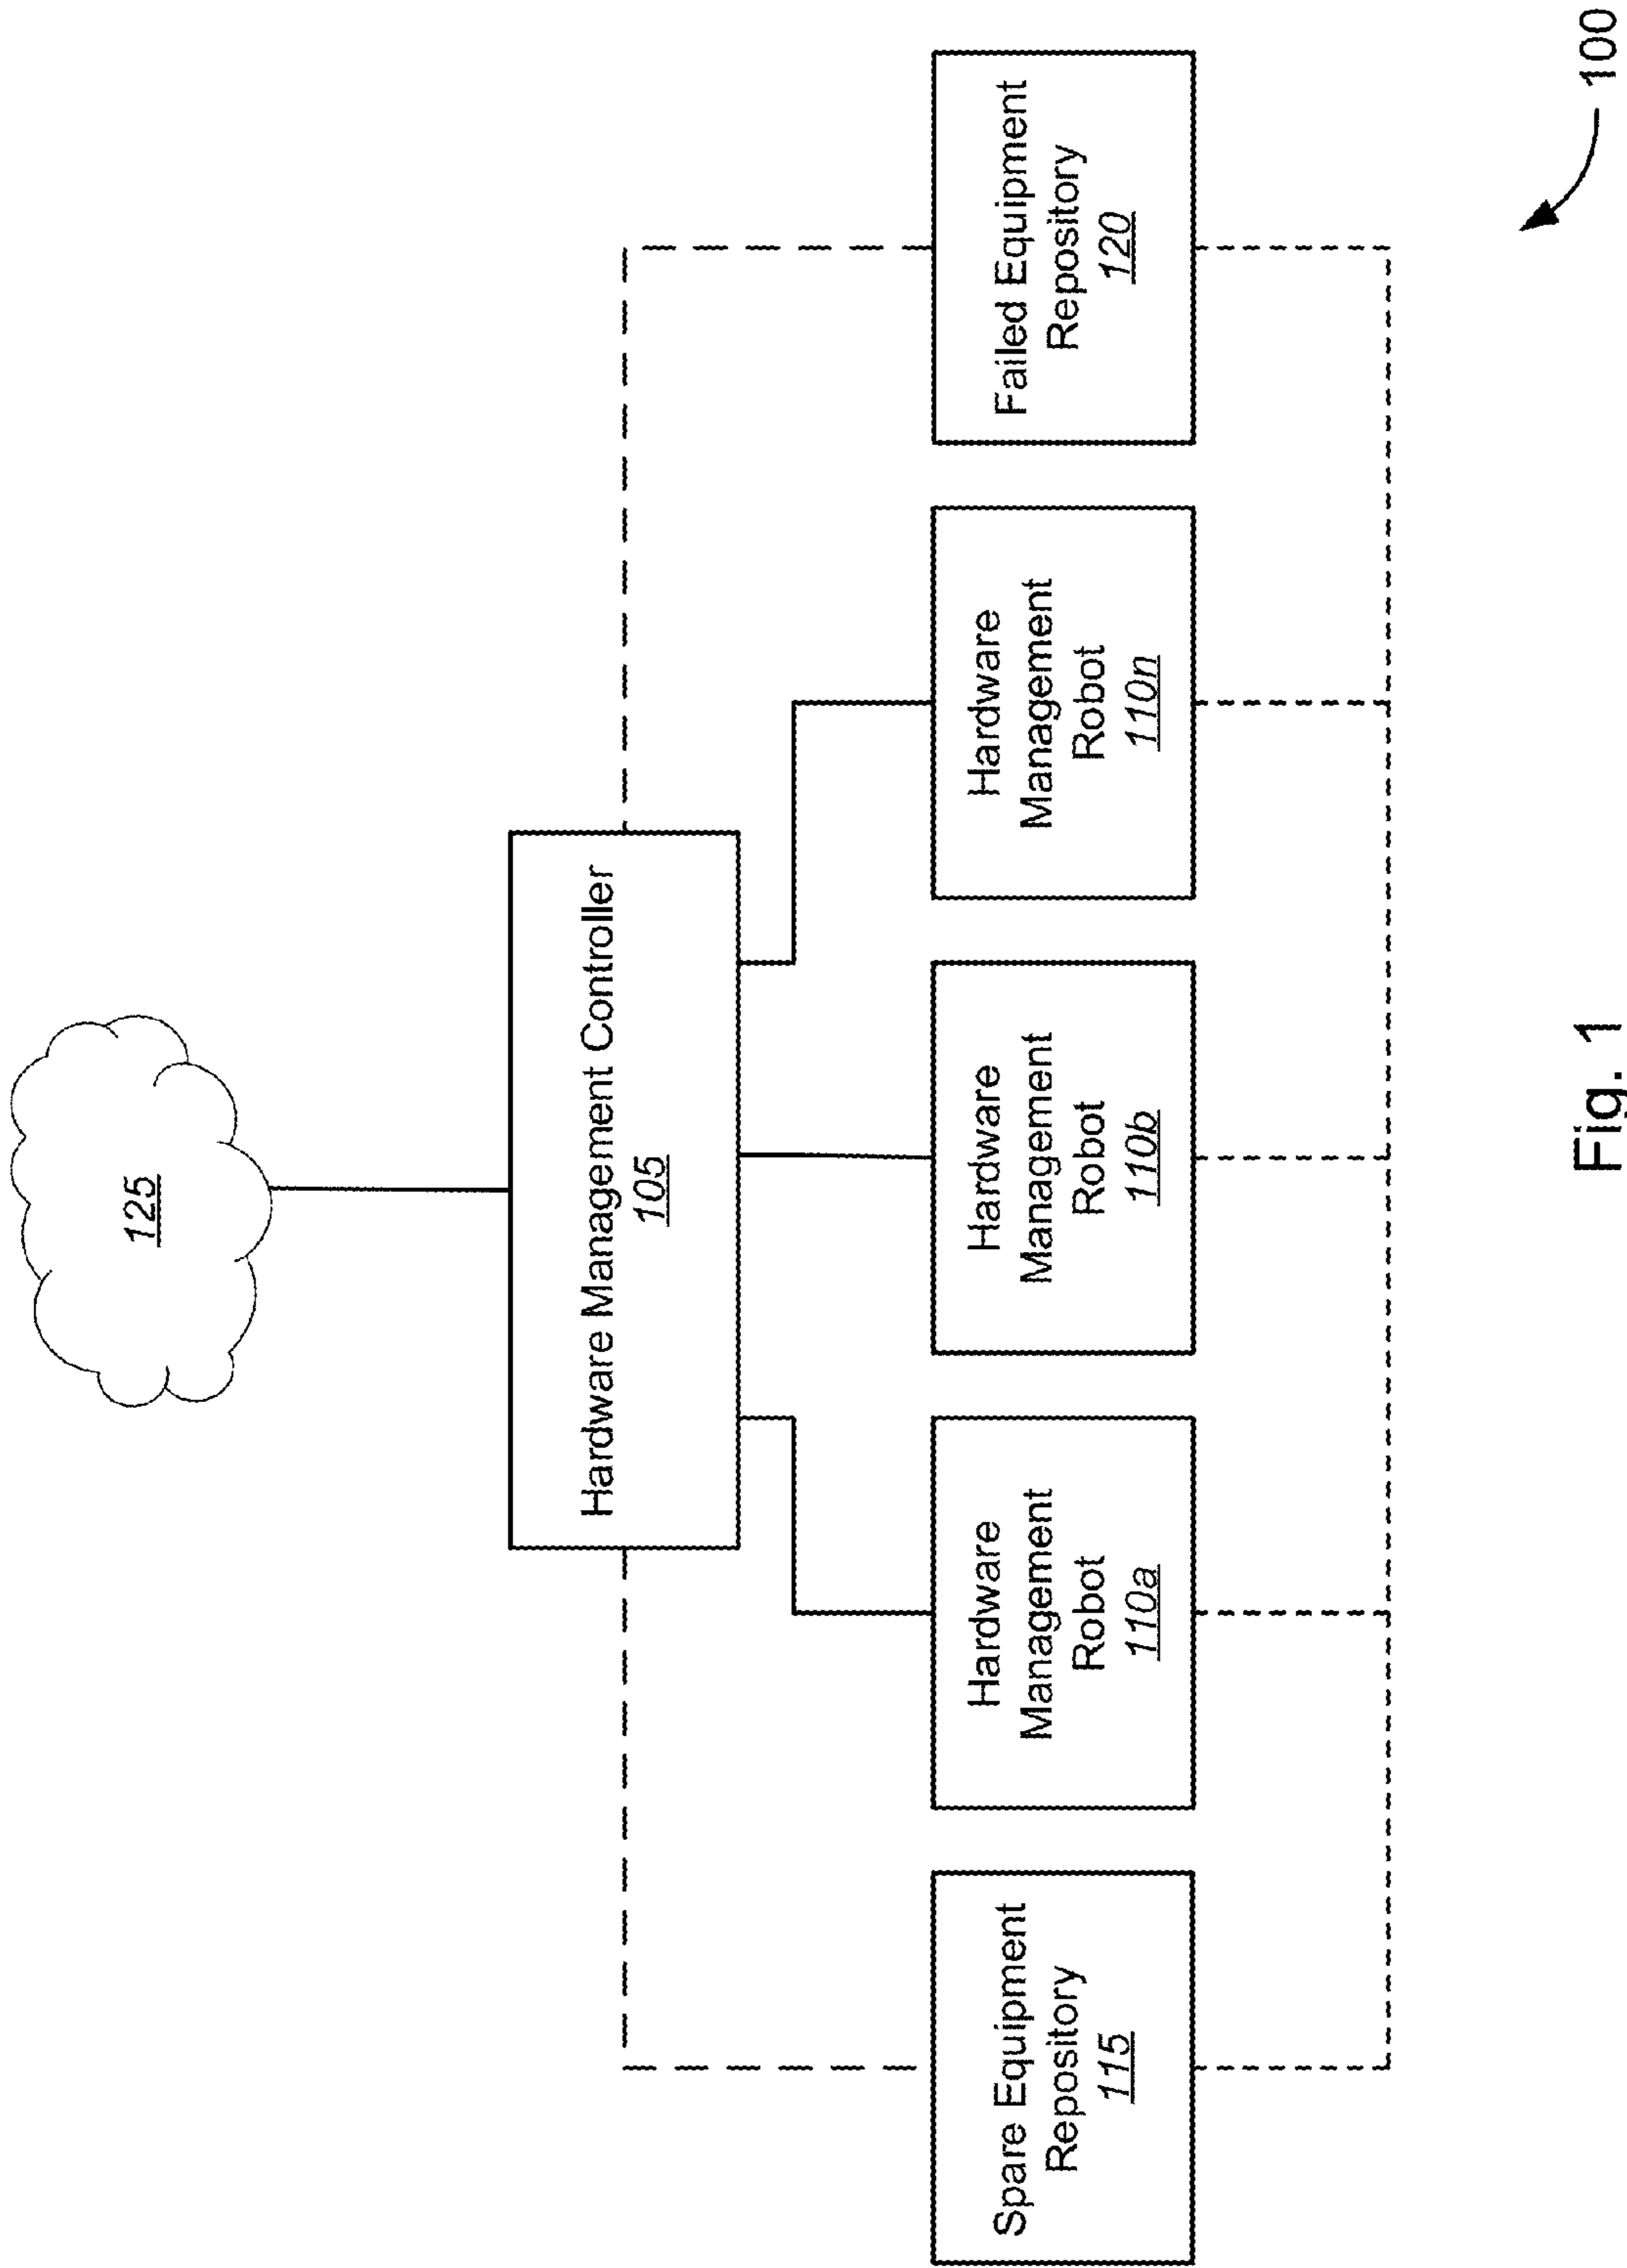 125
Hardware Management Controller
105
Spare Equipment
Repository
115
Hardware
Management
Robot
110a
Hardware
Management
Robot
110b
Hardware
Management
Robot
110n
Failed Equipment
Repository
120
Fig. 1
100